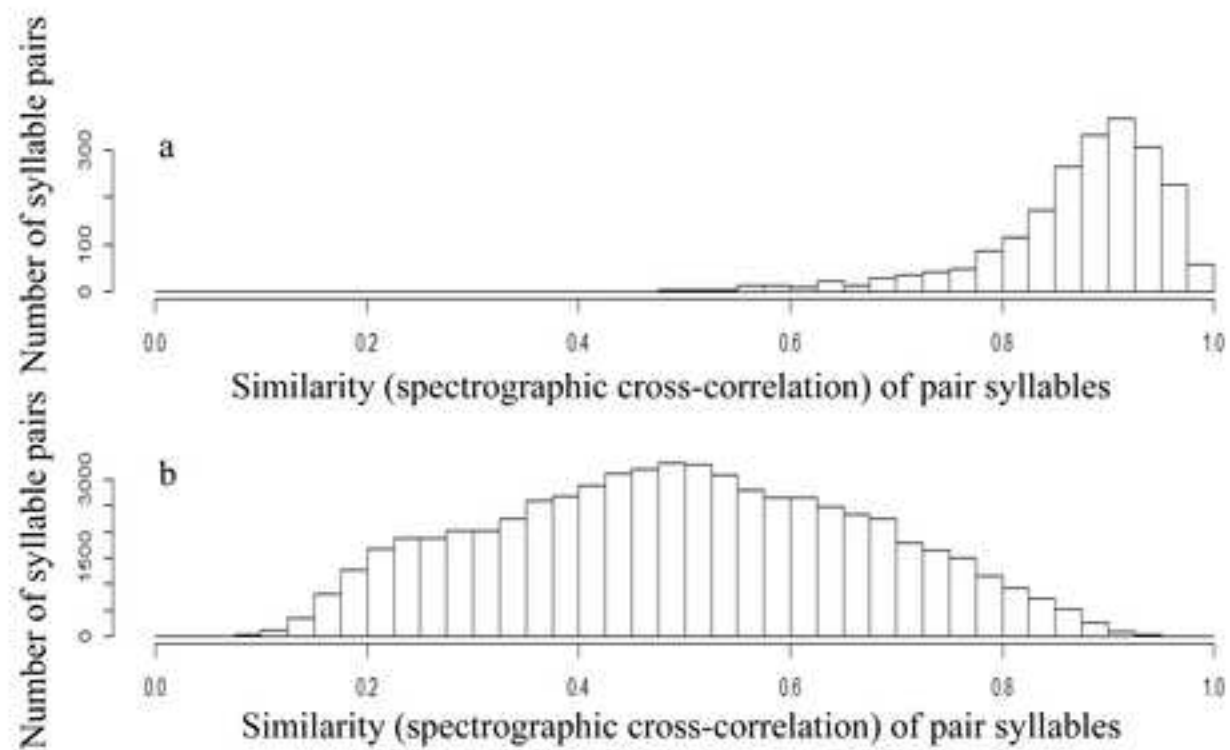 Number of syllable pairs
a
300
100
0
0.0 0.2 0.4 0.6 0.8 1.0
Similarity (spectrographic cross-correlation) of pair syllables
Number of syllable pairs
b
3000
1500
0
0.0 0.2 0.4 0.6 0.8 1.0
Similarity (spectrographic cross-correlation) of pair syllables